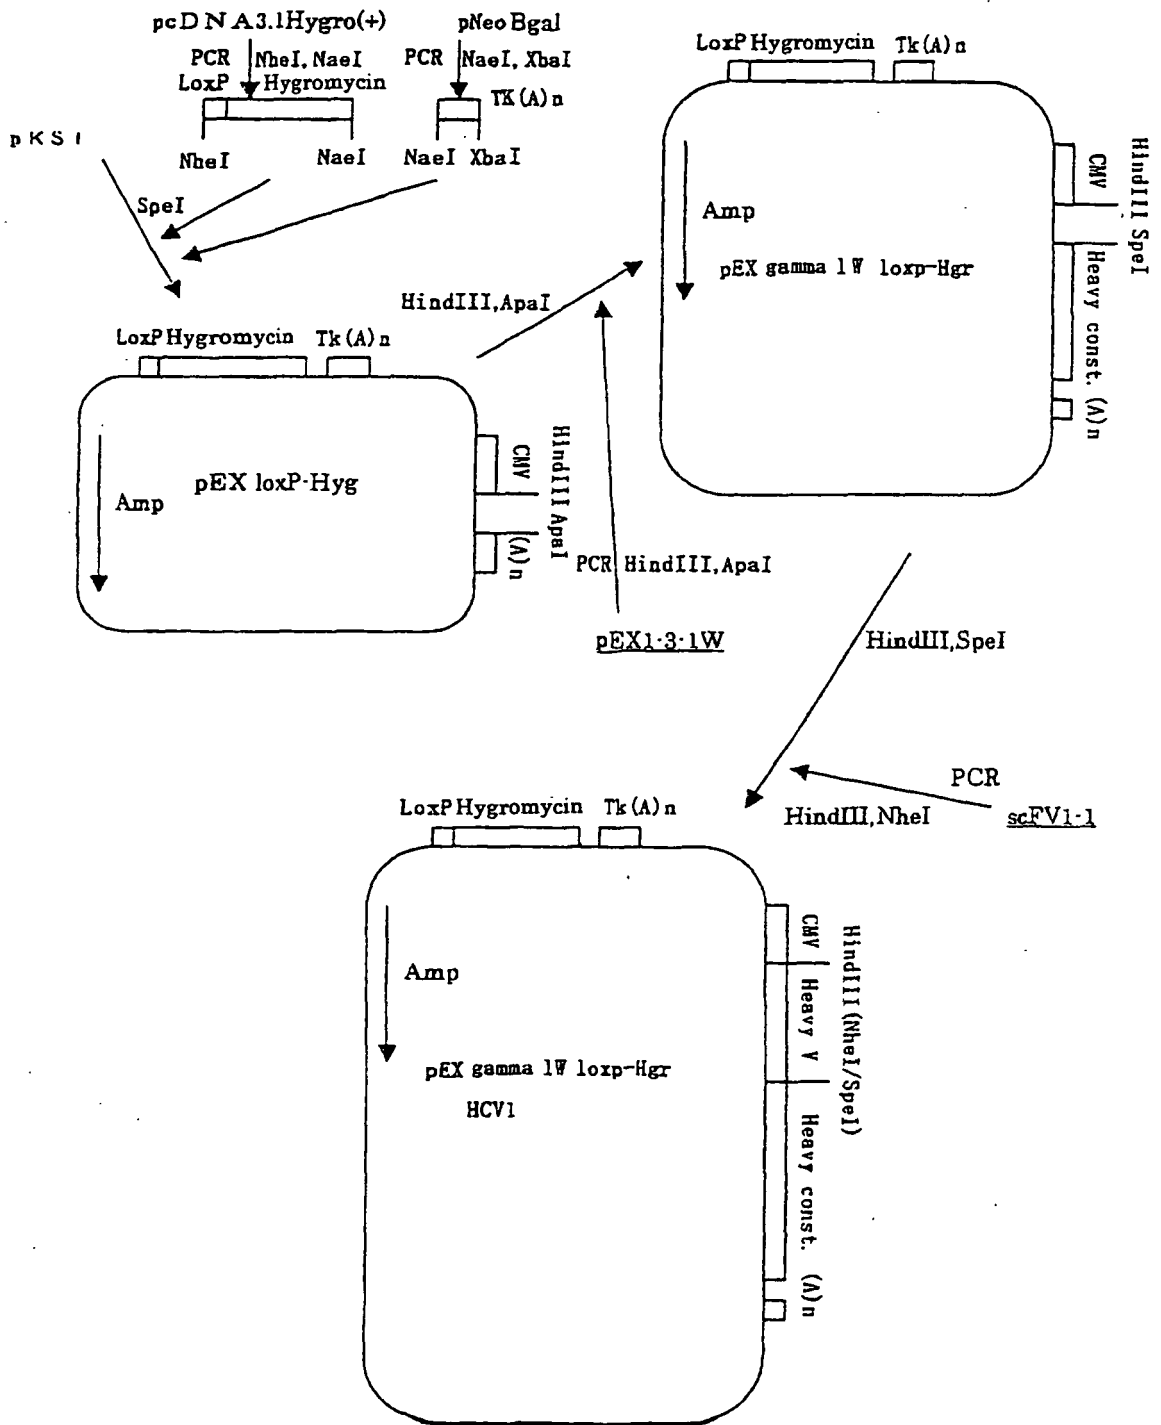 pcDNA3.1Hygro(+)
PCR NheI, NaeI
LoxP Hygromycin
NheI NaeI
pNeoBgal
PCR NaeI, XbaI
TK(A)n
NaeI XbaI
SpeI
LoxP Hygromycin Tk(A)n
Amp
pEX loxP-Hyg
CMV
(A)n
HindIII ApaI
HindIII,ApaI
PCR HindIII,ApaI
pEX1-3-1W
LoxP Hygromycin Tk(A)n
Amp
pEX gamma 1W loxp-Hgr
CMV
Heavy const. (A)n
HindIII SpeI
HindIII,SpeI
PCR
HindIII,NheI
scFV1-1
LoxP Hygromycin Tk(A)n
Amp
pEX gamma 1W loxp-Hgr
HCV1
CMV
Heavy V
Heavy const. (A)n
HindIII (NheI/SpeI)